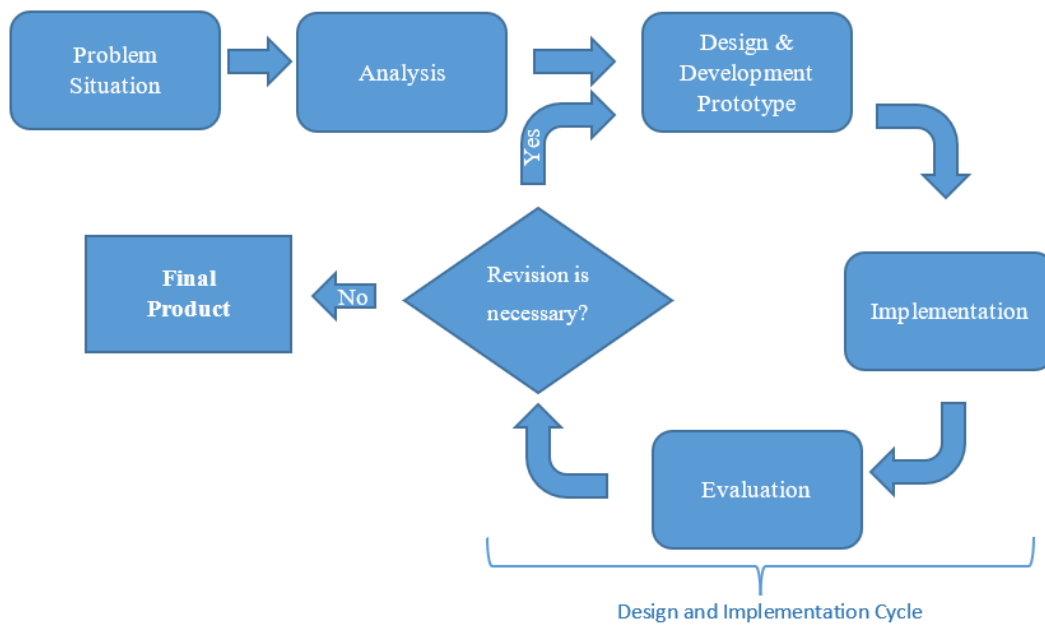 Problem
Situation
Analysis
Design &
Development
Prototype
Yes
Final
Product
No
Revision is
necessary?
Implementation
Evaluation
Design and Implementation Cycle